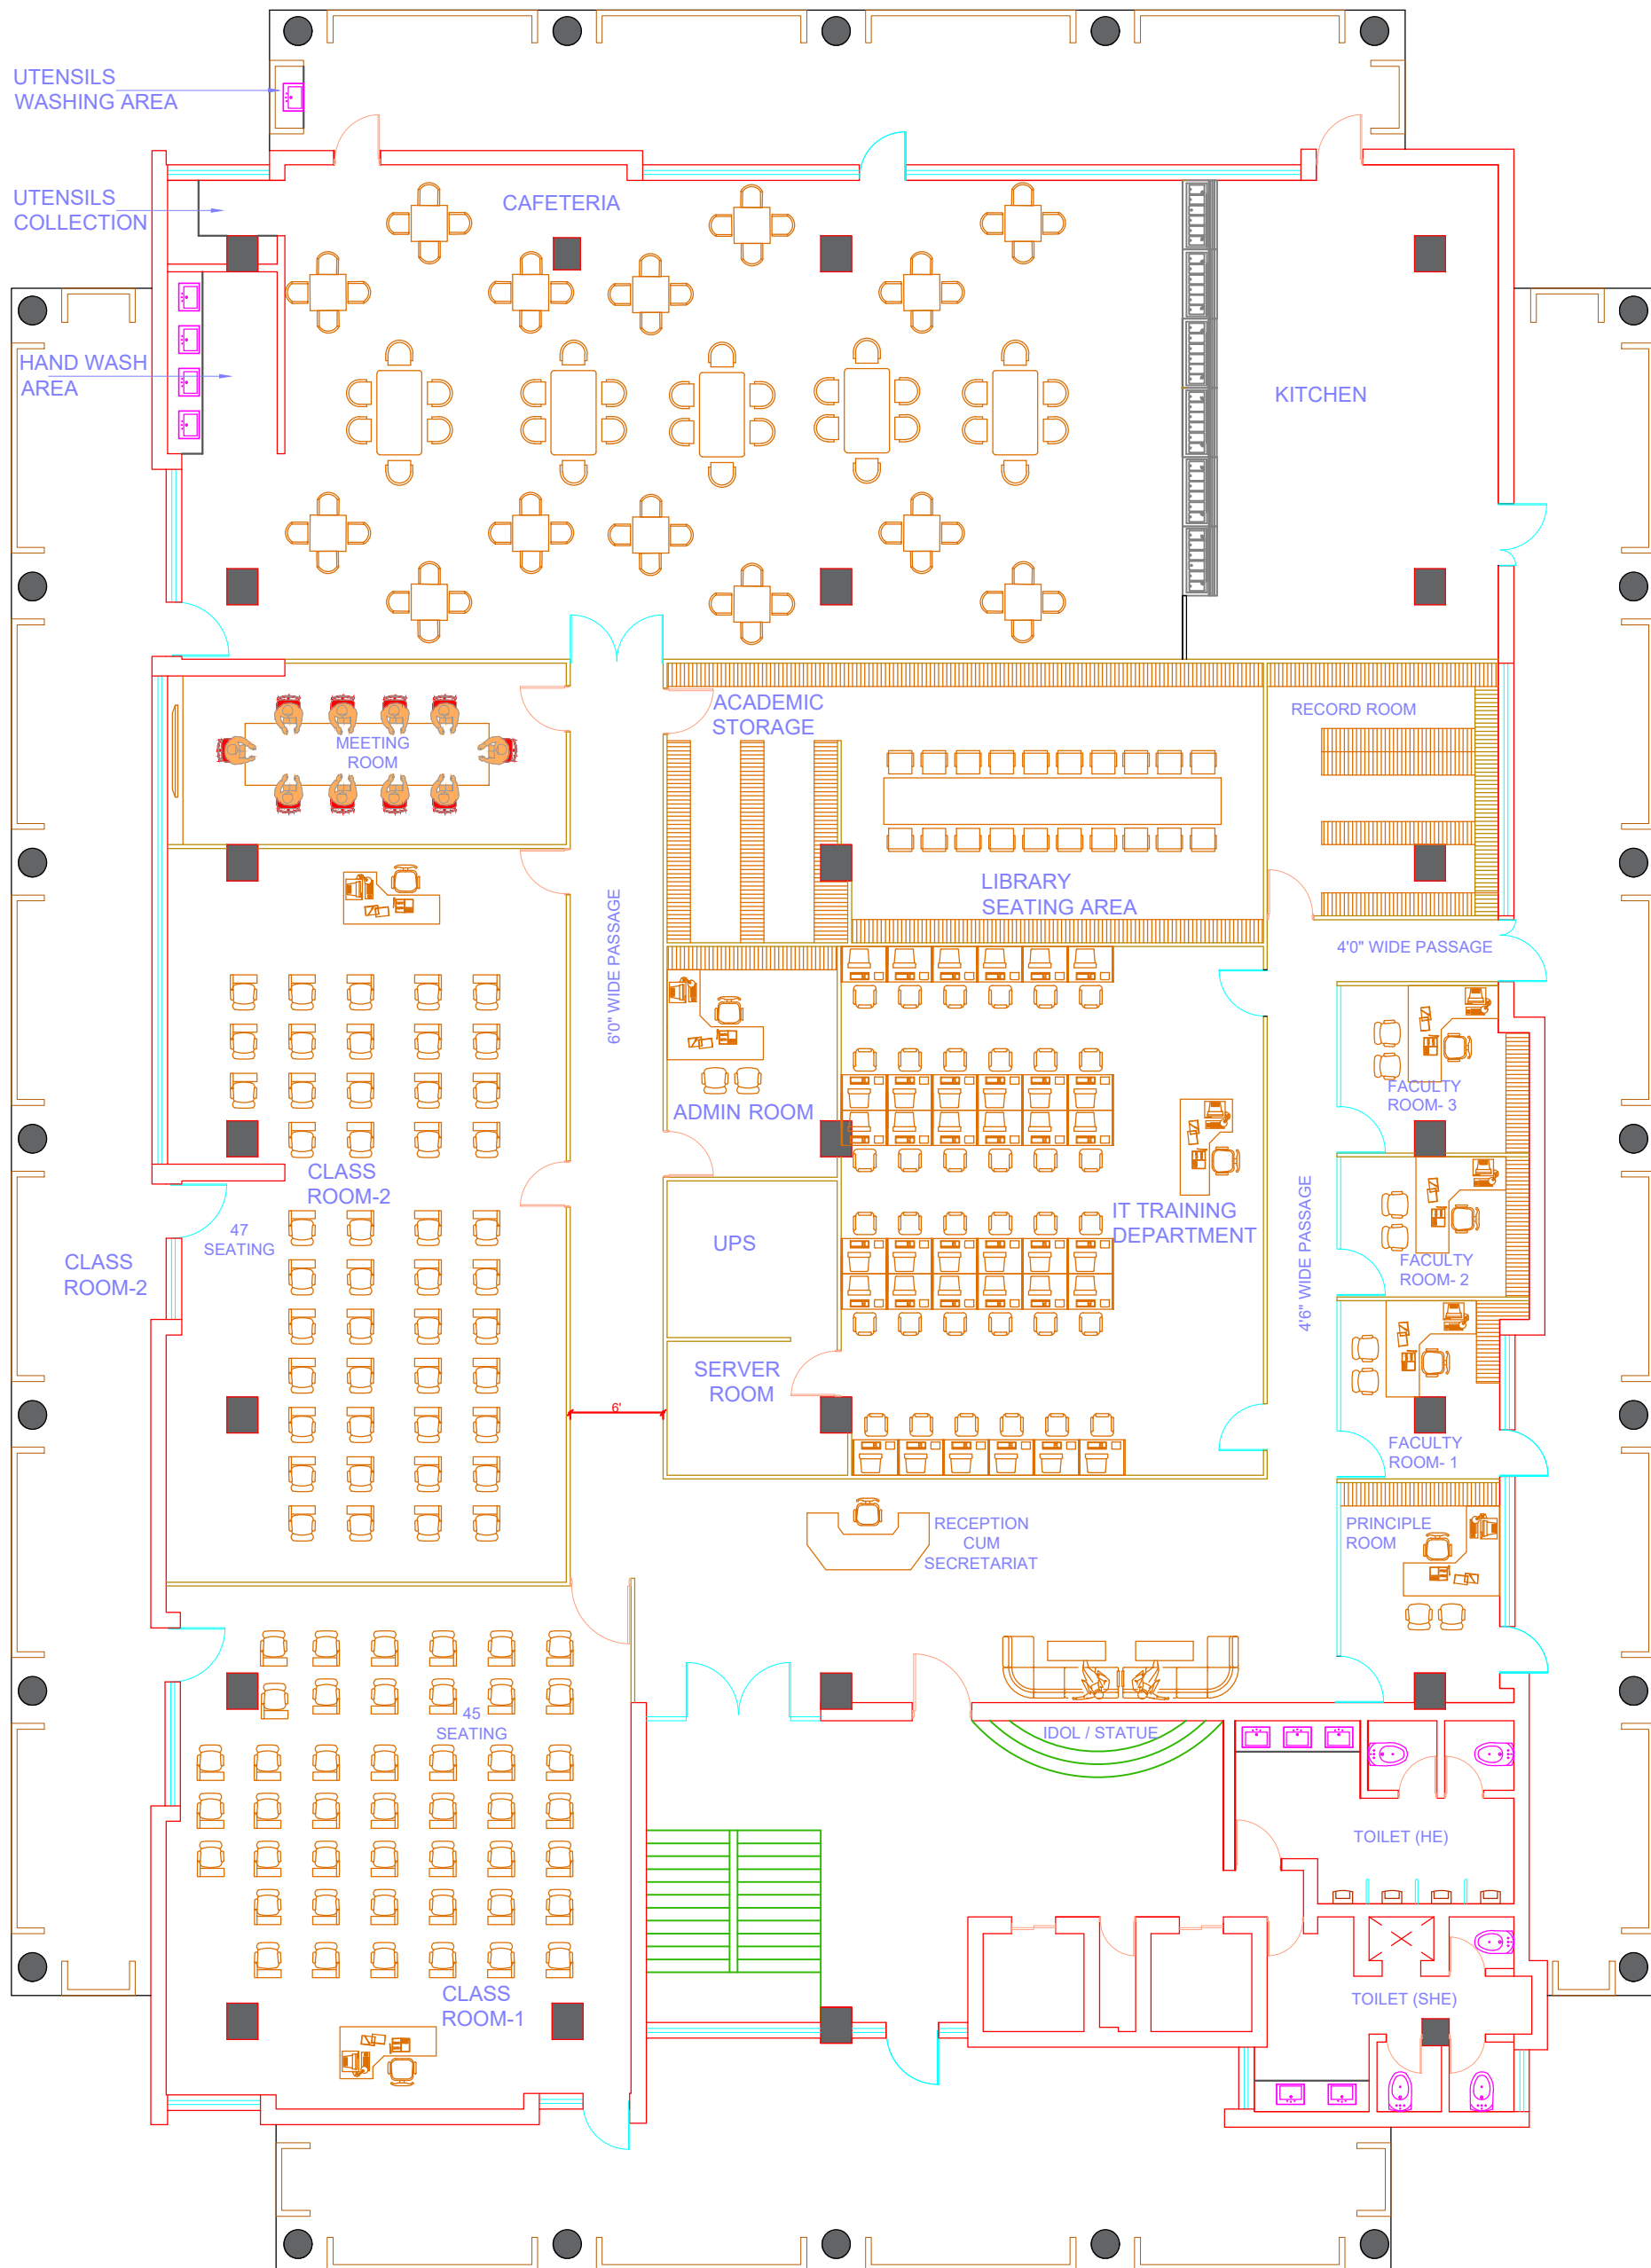 UTENSILS
WASHING AREA
UTENSILS
COLLECTION
CAFETERIA
HAND WASH
AREA
KITCHEN
ACADEMIC
STORAGE
RECORD ROOM
MEETING
ROOM
LIBRARY
SEATING AREA
6'0" WIDE PASSAGE
4'0" WIDE PASSAGE
FACULTY
ROOM- 3
ADMIN ROOM
CLASS
ROOM-2
47
SEATING
CLASS
ROOM-2
UPS
IT TRAINING
DEPARTMENT
4'6" WIDE PASSAGE
FACULTY
ROOM- 2
SERVER
ROOM
6'
FACULTY
ROOM- 1
RECEPTION
CUM
SECRETARIAT
PRINCIPLE
ROOM
45
SEATING
IDOL / STATUE
TOILET (HE)
CLASS
ROOM-1
TOILET (SHE)